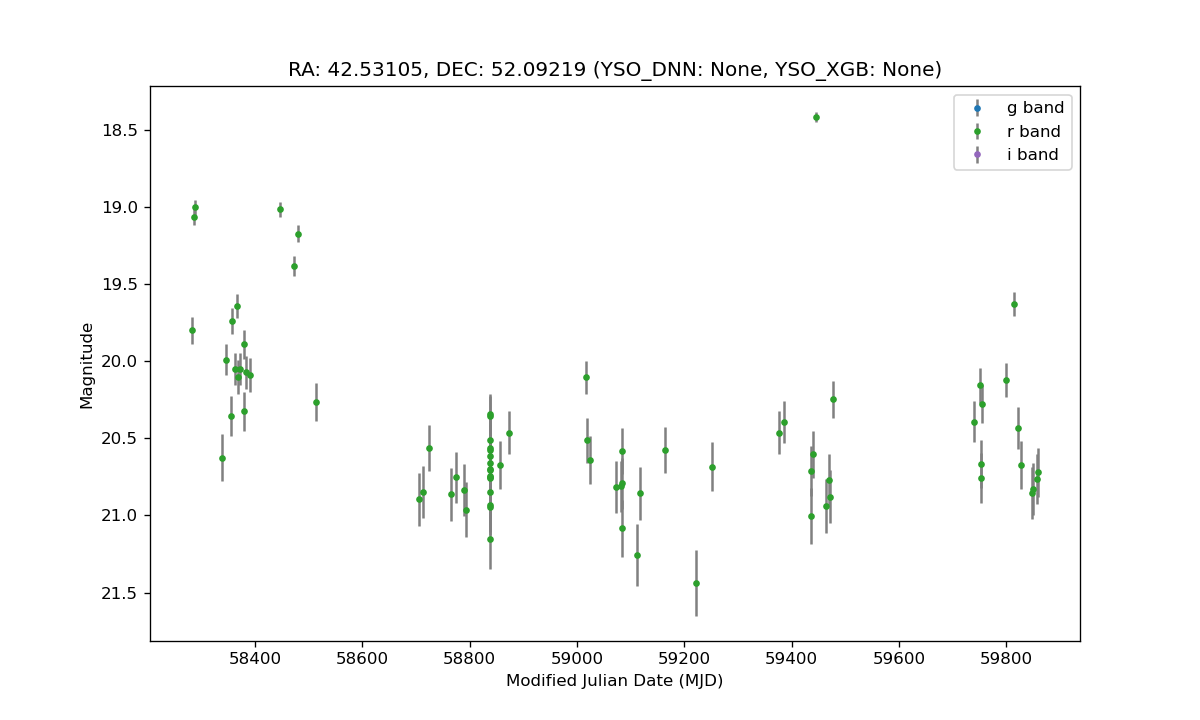 RA: 42.53105, DEC: 52.09219 (YSO_DNN: None, YSO_XGB: None)
g band
r band
i band
18.5
19.0
19.5
20.0
20.5
21.0
21.5
Magnitude
58400 58600 58800 59000 59200 59400 59600 59800
Modified Julian Date (MJD)